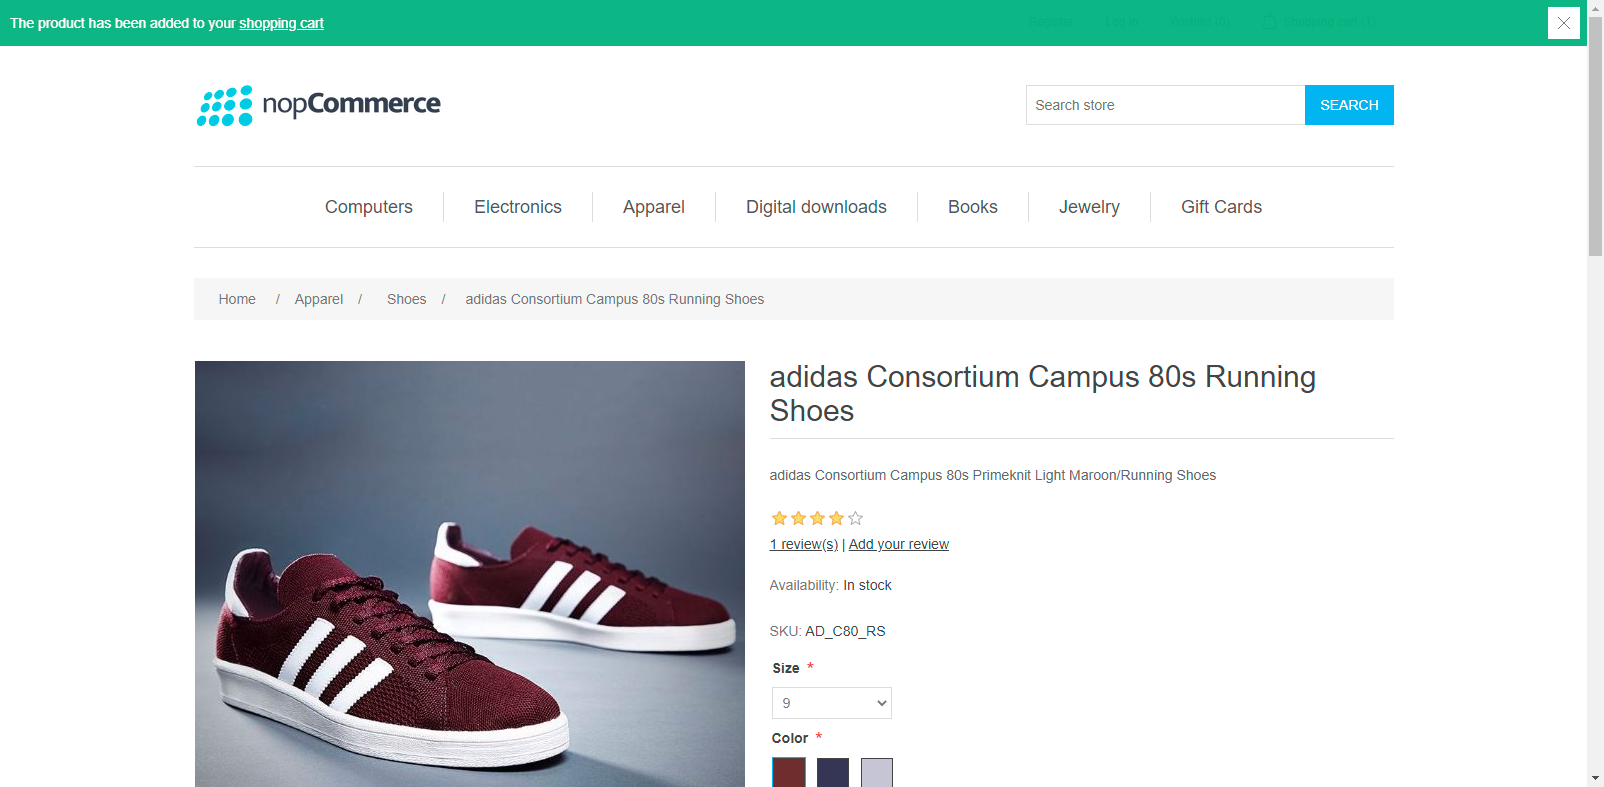 The product has been added to your shopping cart
Register Log in Wishlist (0) Shopping cart (1)
nopCommerce
Search store
SEARCH
Computers
Electronics
Apparel
Digital downloads
Books
Jewelry
Gift Cards
Home / Apparel / Shoes / adidas Consortium Campus 80s Running Shoes
adidas Consortium Campus 80s Running
Shoes
adidas Consortium Campus 80s Primeknit Light Maroon/Running Shoes
1 review(s) | Add your review
Availability: In stock
SKU: AD_C80_RS
Size *
9
Color *